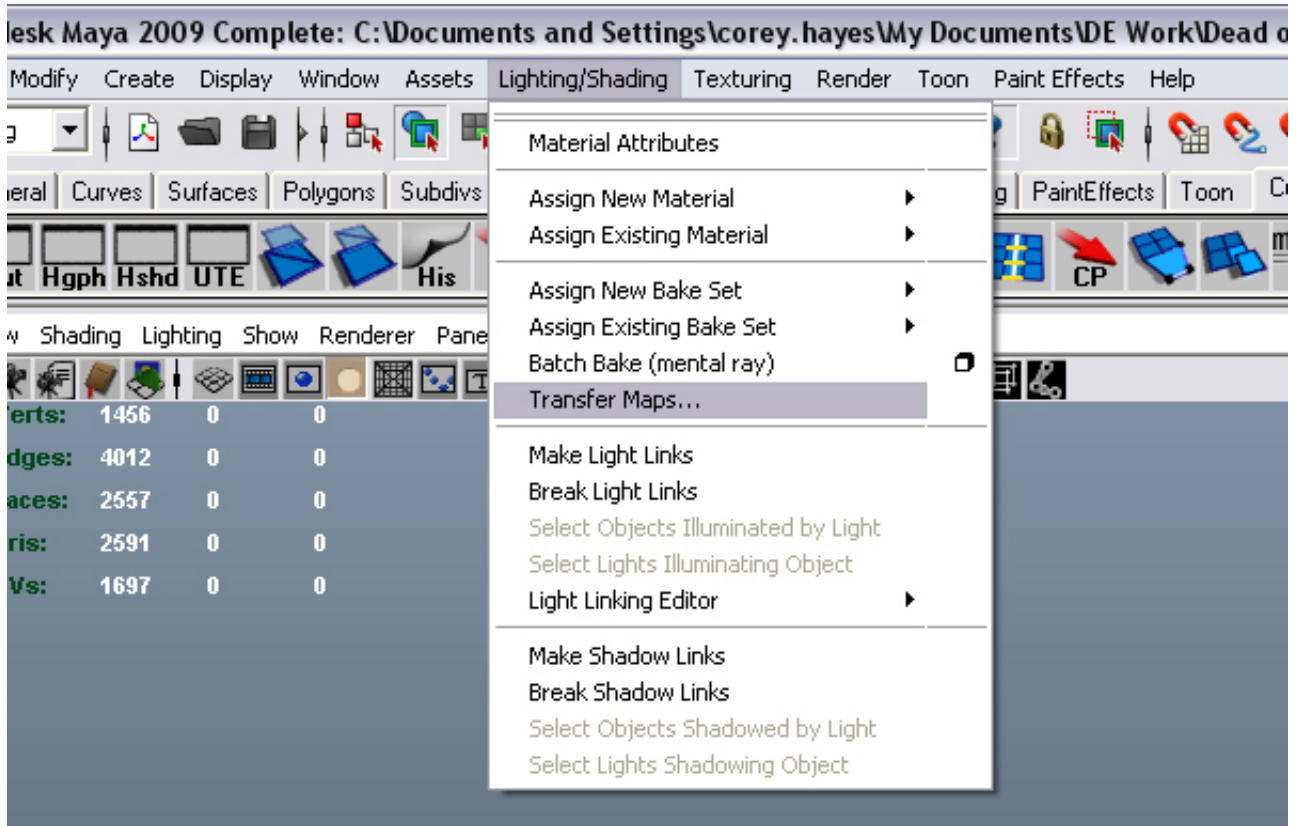 desk Maya 2009 Complete: C:\Documents and Settings\corey.hayes\My Documents\DE Work\Dead o
Modify Create Display Window Assets Lighting/Shading Texturing Render Toon Paint Effects Help
g
neral Curves Surfaces Polygons Subdivs g PaintEffects Toon Cu
ut Hgph Hshd UTE His CP m
w Shading Lighting Show Renderer Pane
Material Attributes
Assign New Material
Assign Existing Material
Assign New Bake Set
Assign Existing Bake Set
Batch Bake (mental ray)
Transfer Maps...
Make Light Links
Break Light Links
Select Objects Illuminated by Light
Select Lights Illuminating Object
Light Linking Editor
Make Shadow Links
Break Shadow Links
Select Objects Shadowed by Light
Select Lights Shadowing Object
erts: 1456 0 0
dges: 4012 0 0
aces: 2557 0 0
ris: 2591 0 0
Vs: 1697 0 0